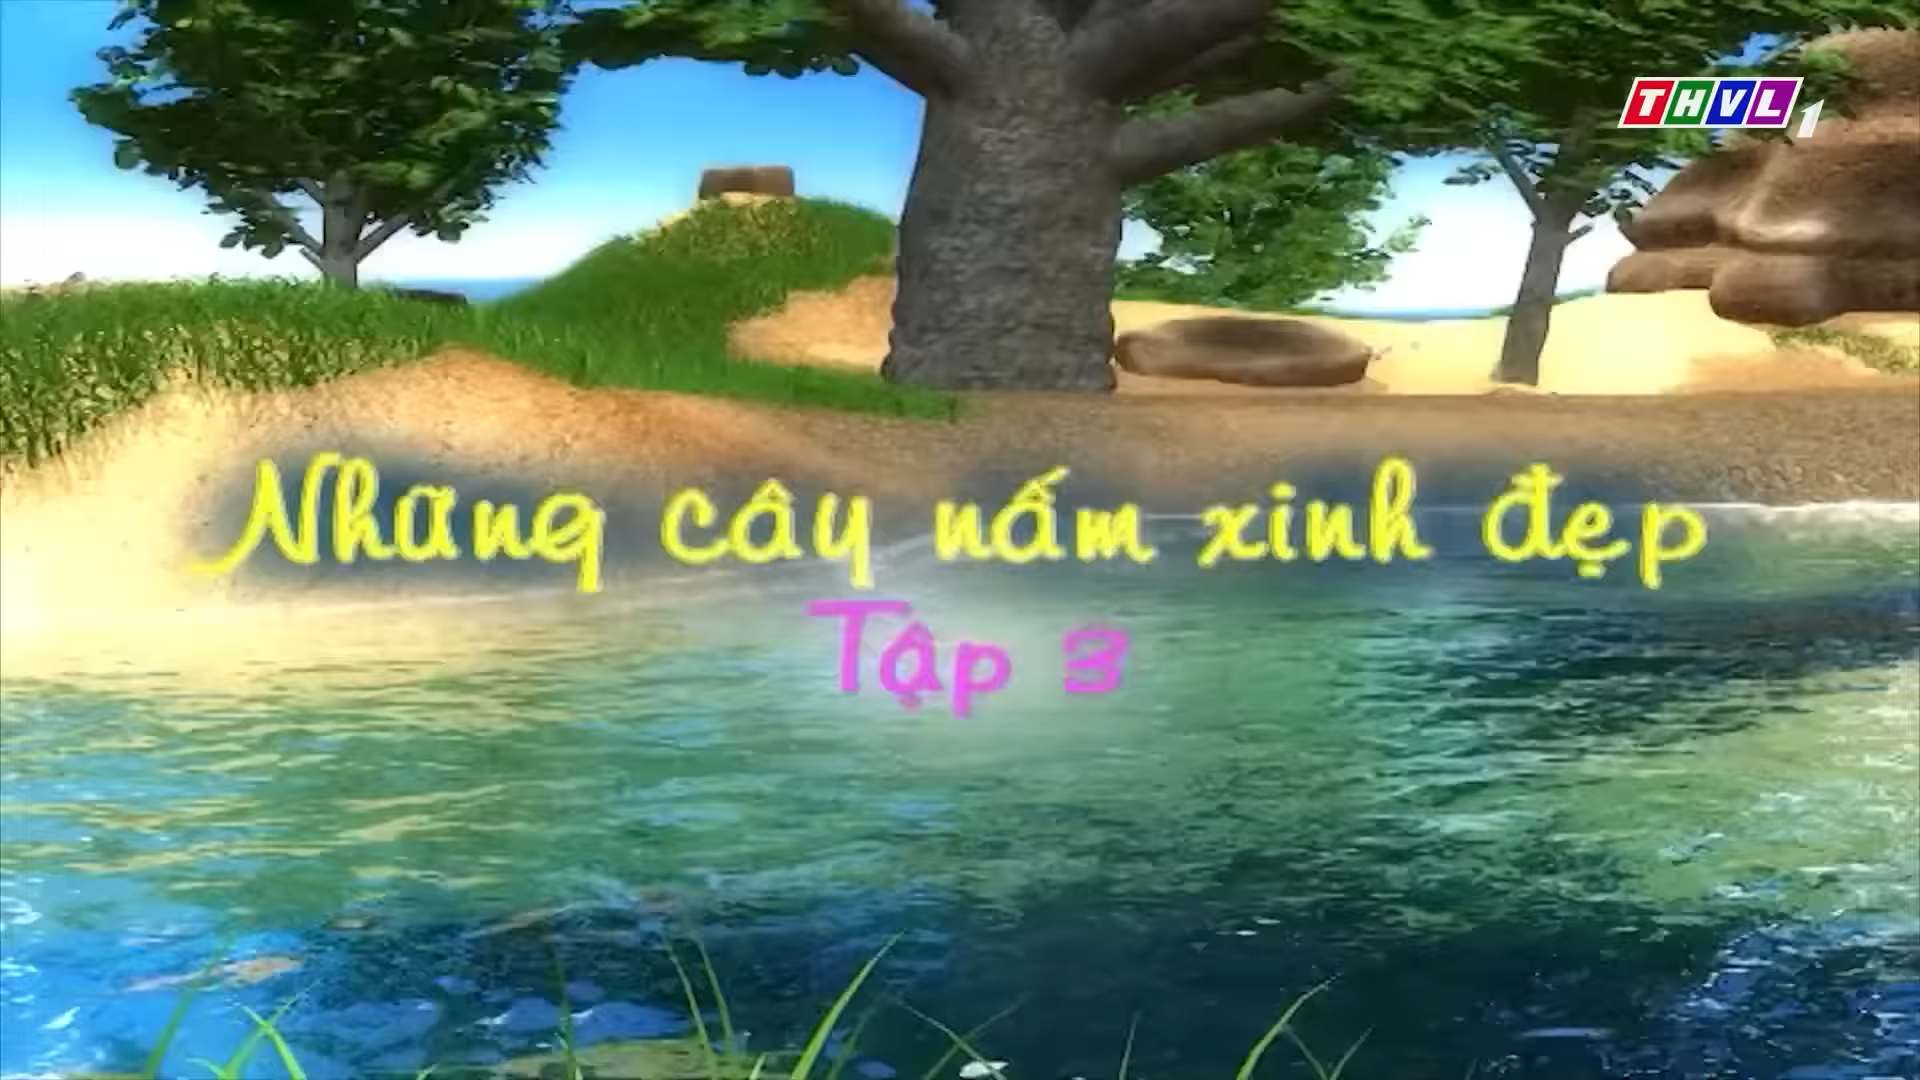 THVL1
Những cây nấm xinh đẹp
Tập 3